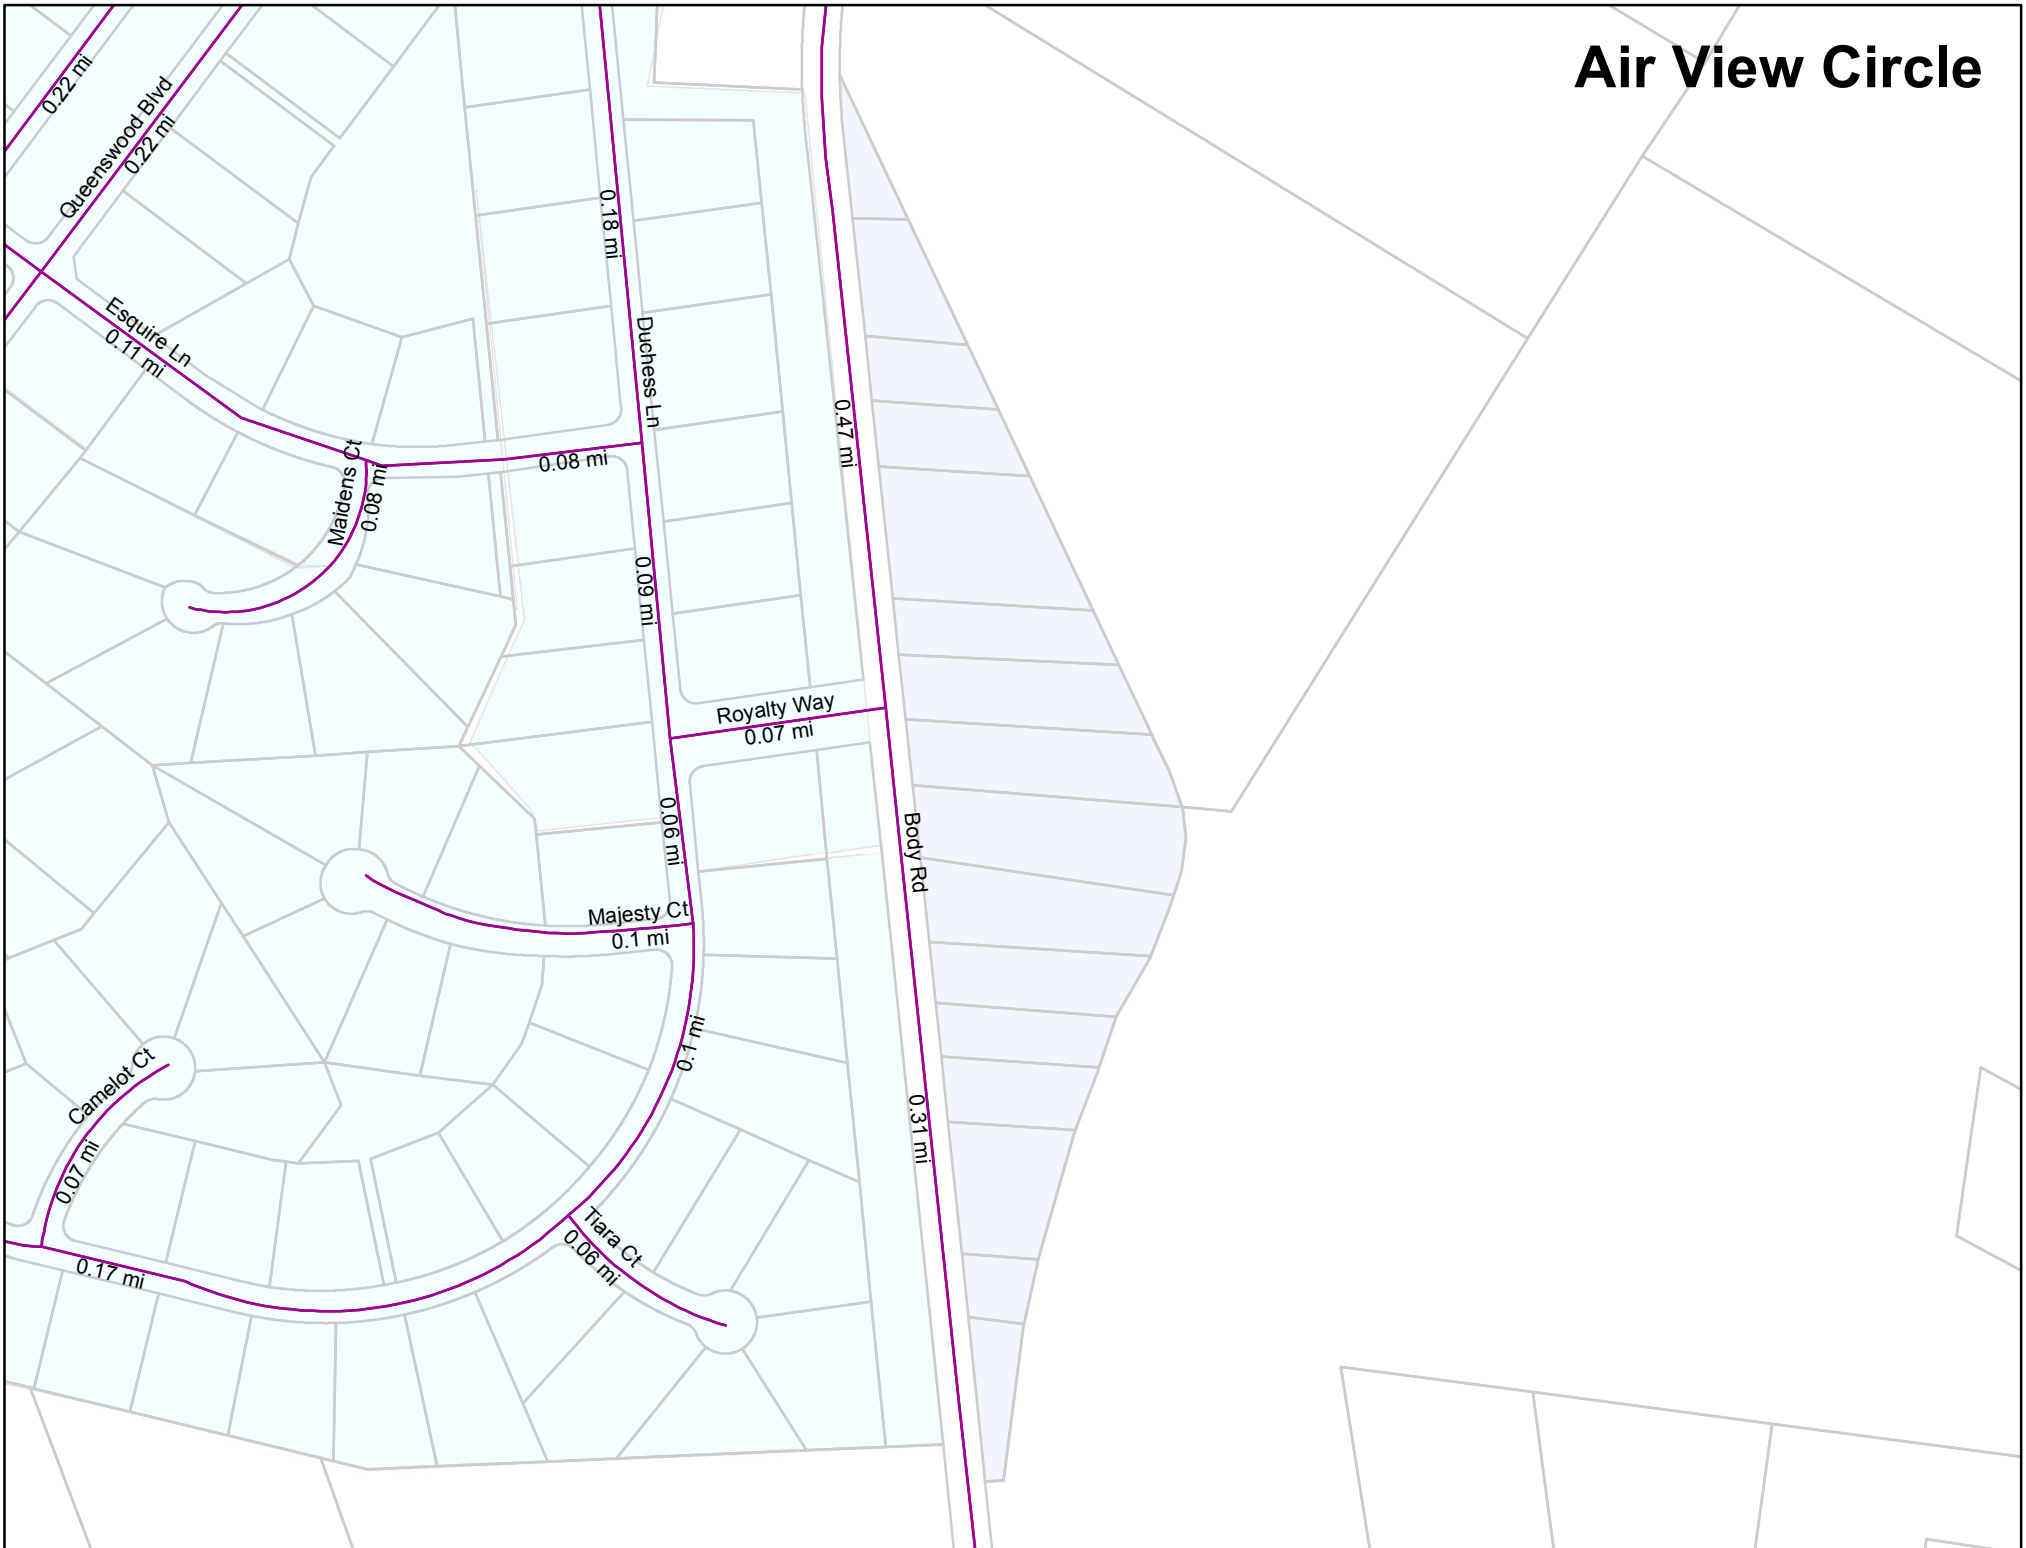 Air View Circle
0.22 mi
Queenswood Blvd
0.22 mi
0.18 mi
Esquire Ln
0.11 mi
Duchess Ln
0.47 mi
Maidens Ct
0.08 mi
0.08 mi
0.09 mi
Royalty Way
0.07 mi
0.06 mi
Body Rd
Majesty Ct
0.1 mi
0.1 mi
Camelot Ct
0.07 mi
0.31 mi
Tiara Ct
0.06 mi
0.17 mi